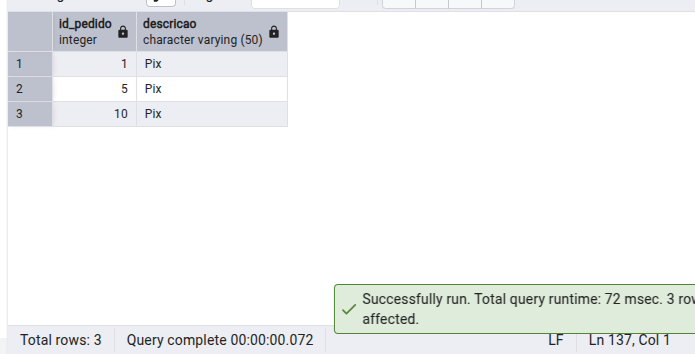 id_pedido descricao
integer character varying (50)
1 1 Pix
2 5 Pix
3 10 Pix
Successfully run. Total query runtime: 72 msec. 3
affected.
Total rows: 3 Query complete 00:00:00.072 LF Ln 137, Col 1